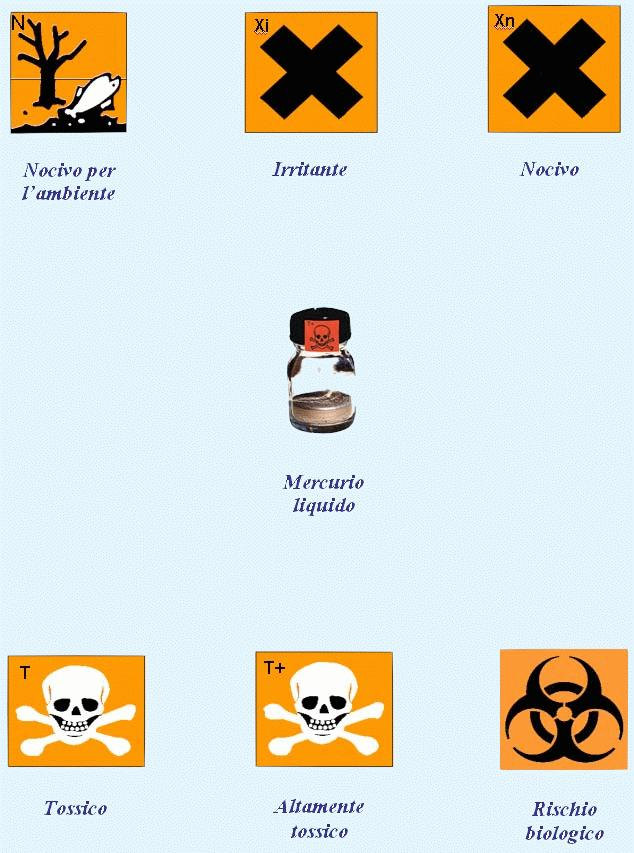 N
Xi
Xn
Nocivo per
l'ambiente
Irritante
Nocivo
T+
Mercurio
liquido
T
T+
Tossico
Altamente
tossico
Rischio
biologico